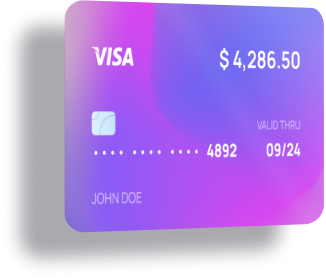 VISA
$ 4,286.50
VALID THRU
•••• •••• •••• 4892 09/24
JOHN DOE